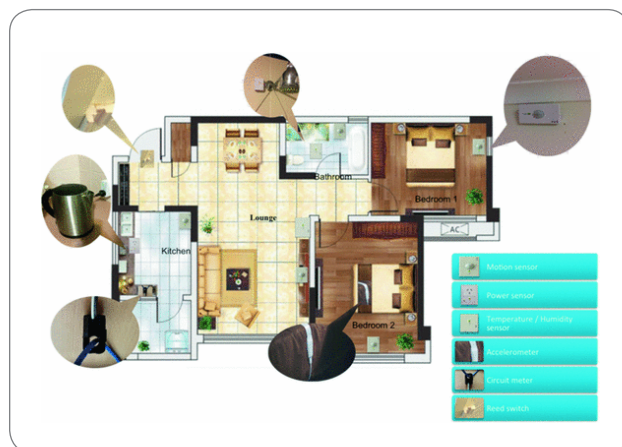 Bathroom
Bedroom 1
Lounge
AC
Kitchen
Bedroom 2
Motion sensor
Power sensor
Temperature / Humidity
sensor
Accelerometer
Circuit meter
Reed switch